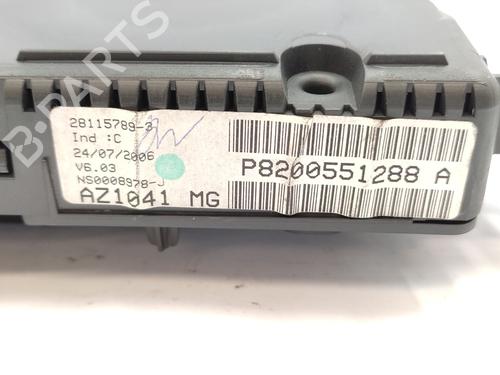 B-PARTS
28115789-3
Ind :C
24/07/2006
V6.03
NS0008978-J
AZ1041 MG
P8200551288 A